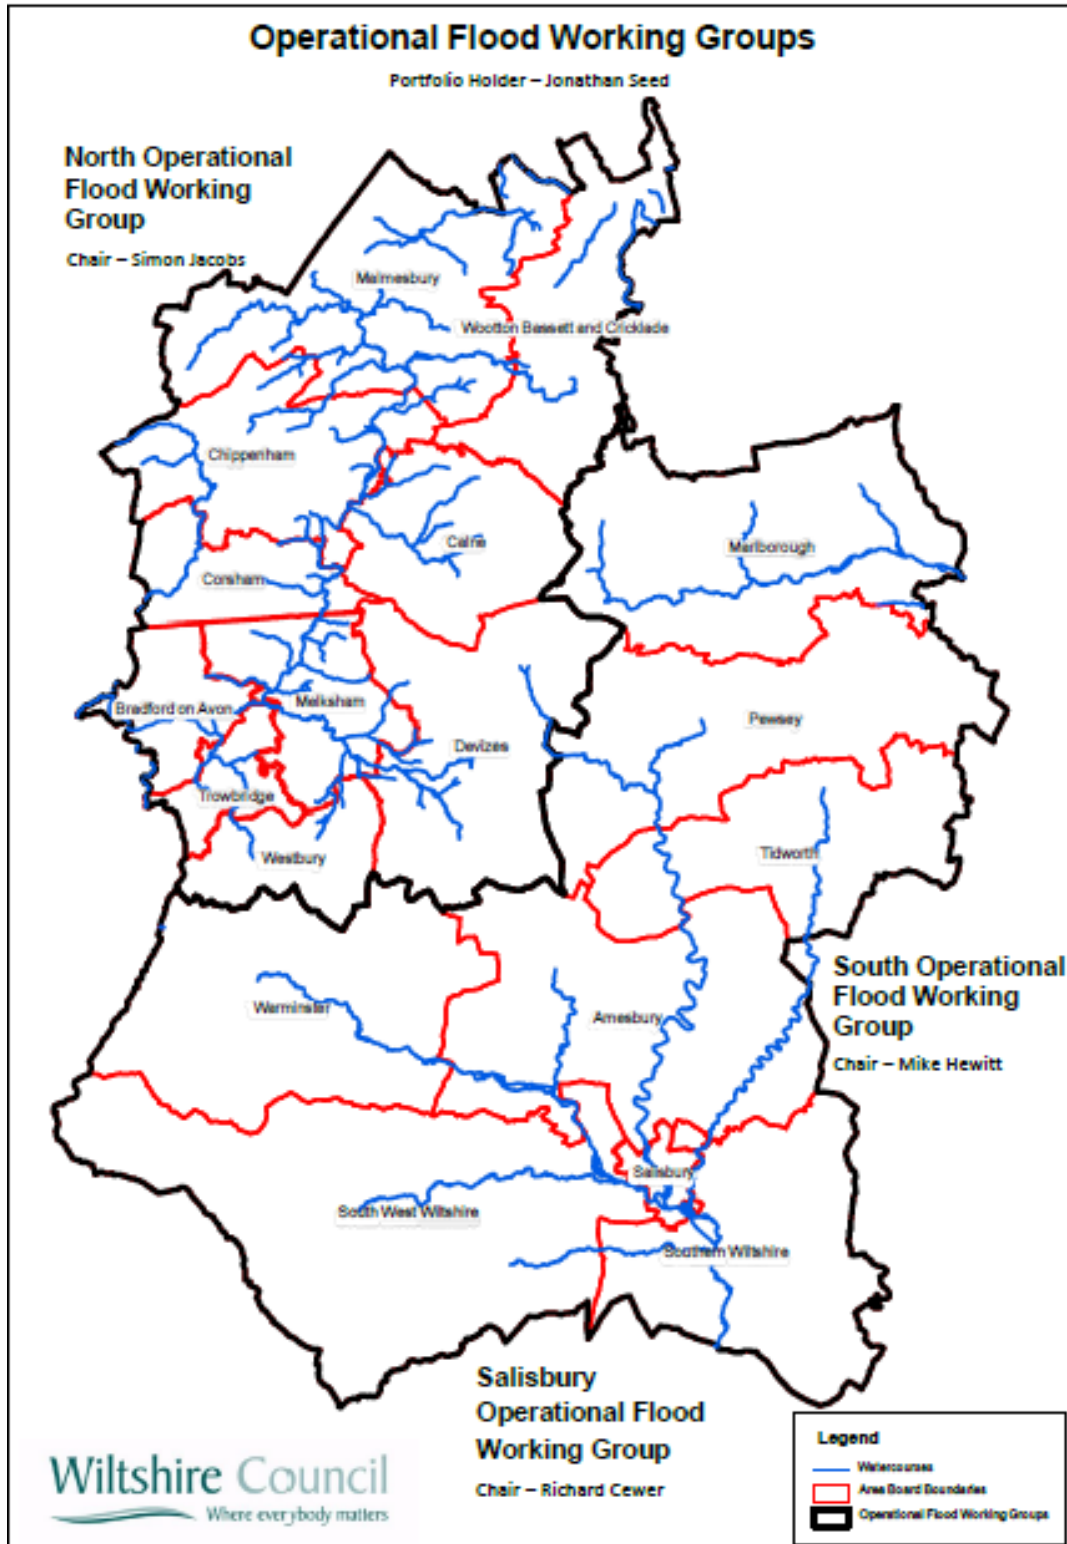 Operational Flood Working Groups
Portfolio Holder – Jonathan Seed
North Operational
Flood Working
Group
Chair – Simon Jacobs
Malmesbury
Wootton Bassett and Cricklade
Chippenham
Calne
Corsham
Marlborough
Bradford on Avon
Melksham
Devizes
Pewsey
Trowbridge
Westbury
Tidworth
South Operational
Flood Working
Group
Chair – Mike Hewitt
Warminster
Amesbury
Salisbury
South West Wiltshire
Southern Wiltshire
Salisbury
Operational Flood
Working Group
Chair – Richard Cewer
Legend
Watercourses
Area Board Boundaries
Operational Flood Working Groups
Wiltshire Council
Where everybody matters